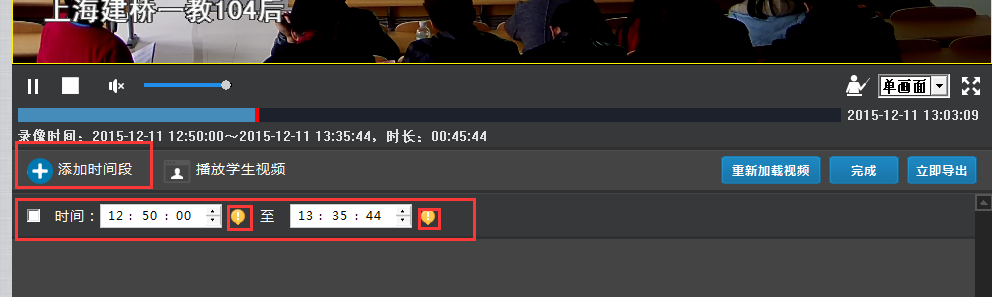 上海建桥一教104后
单画面
2015-12-11 13:03:09
录像时间：2015-12-11 12:50:00～2015-12-11 13:35:44，时长：00:45:44
添加时间段 播放学生视频 重新加载视频 完成 立即导出
时间：12：50：00 至 13：35：44